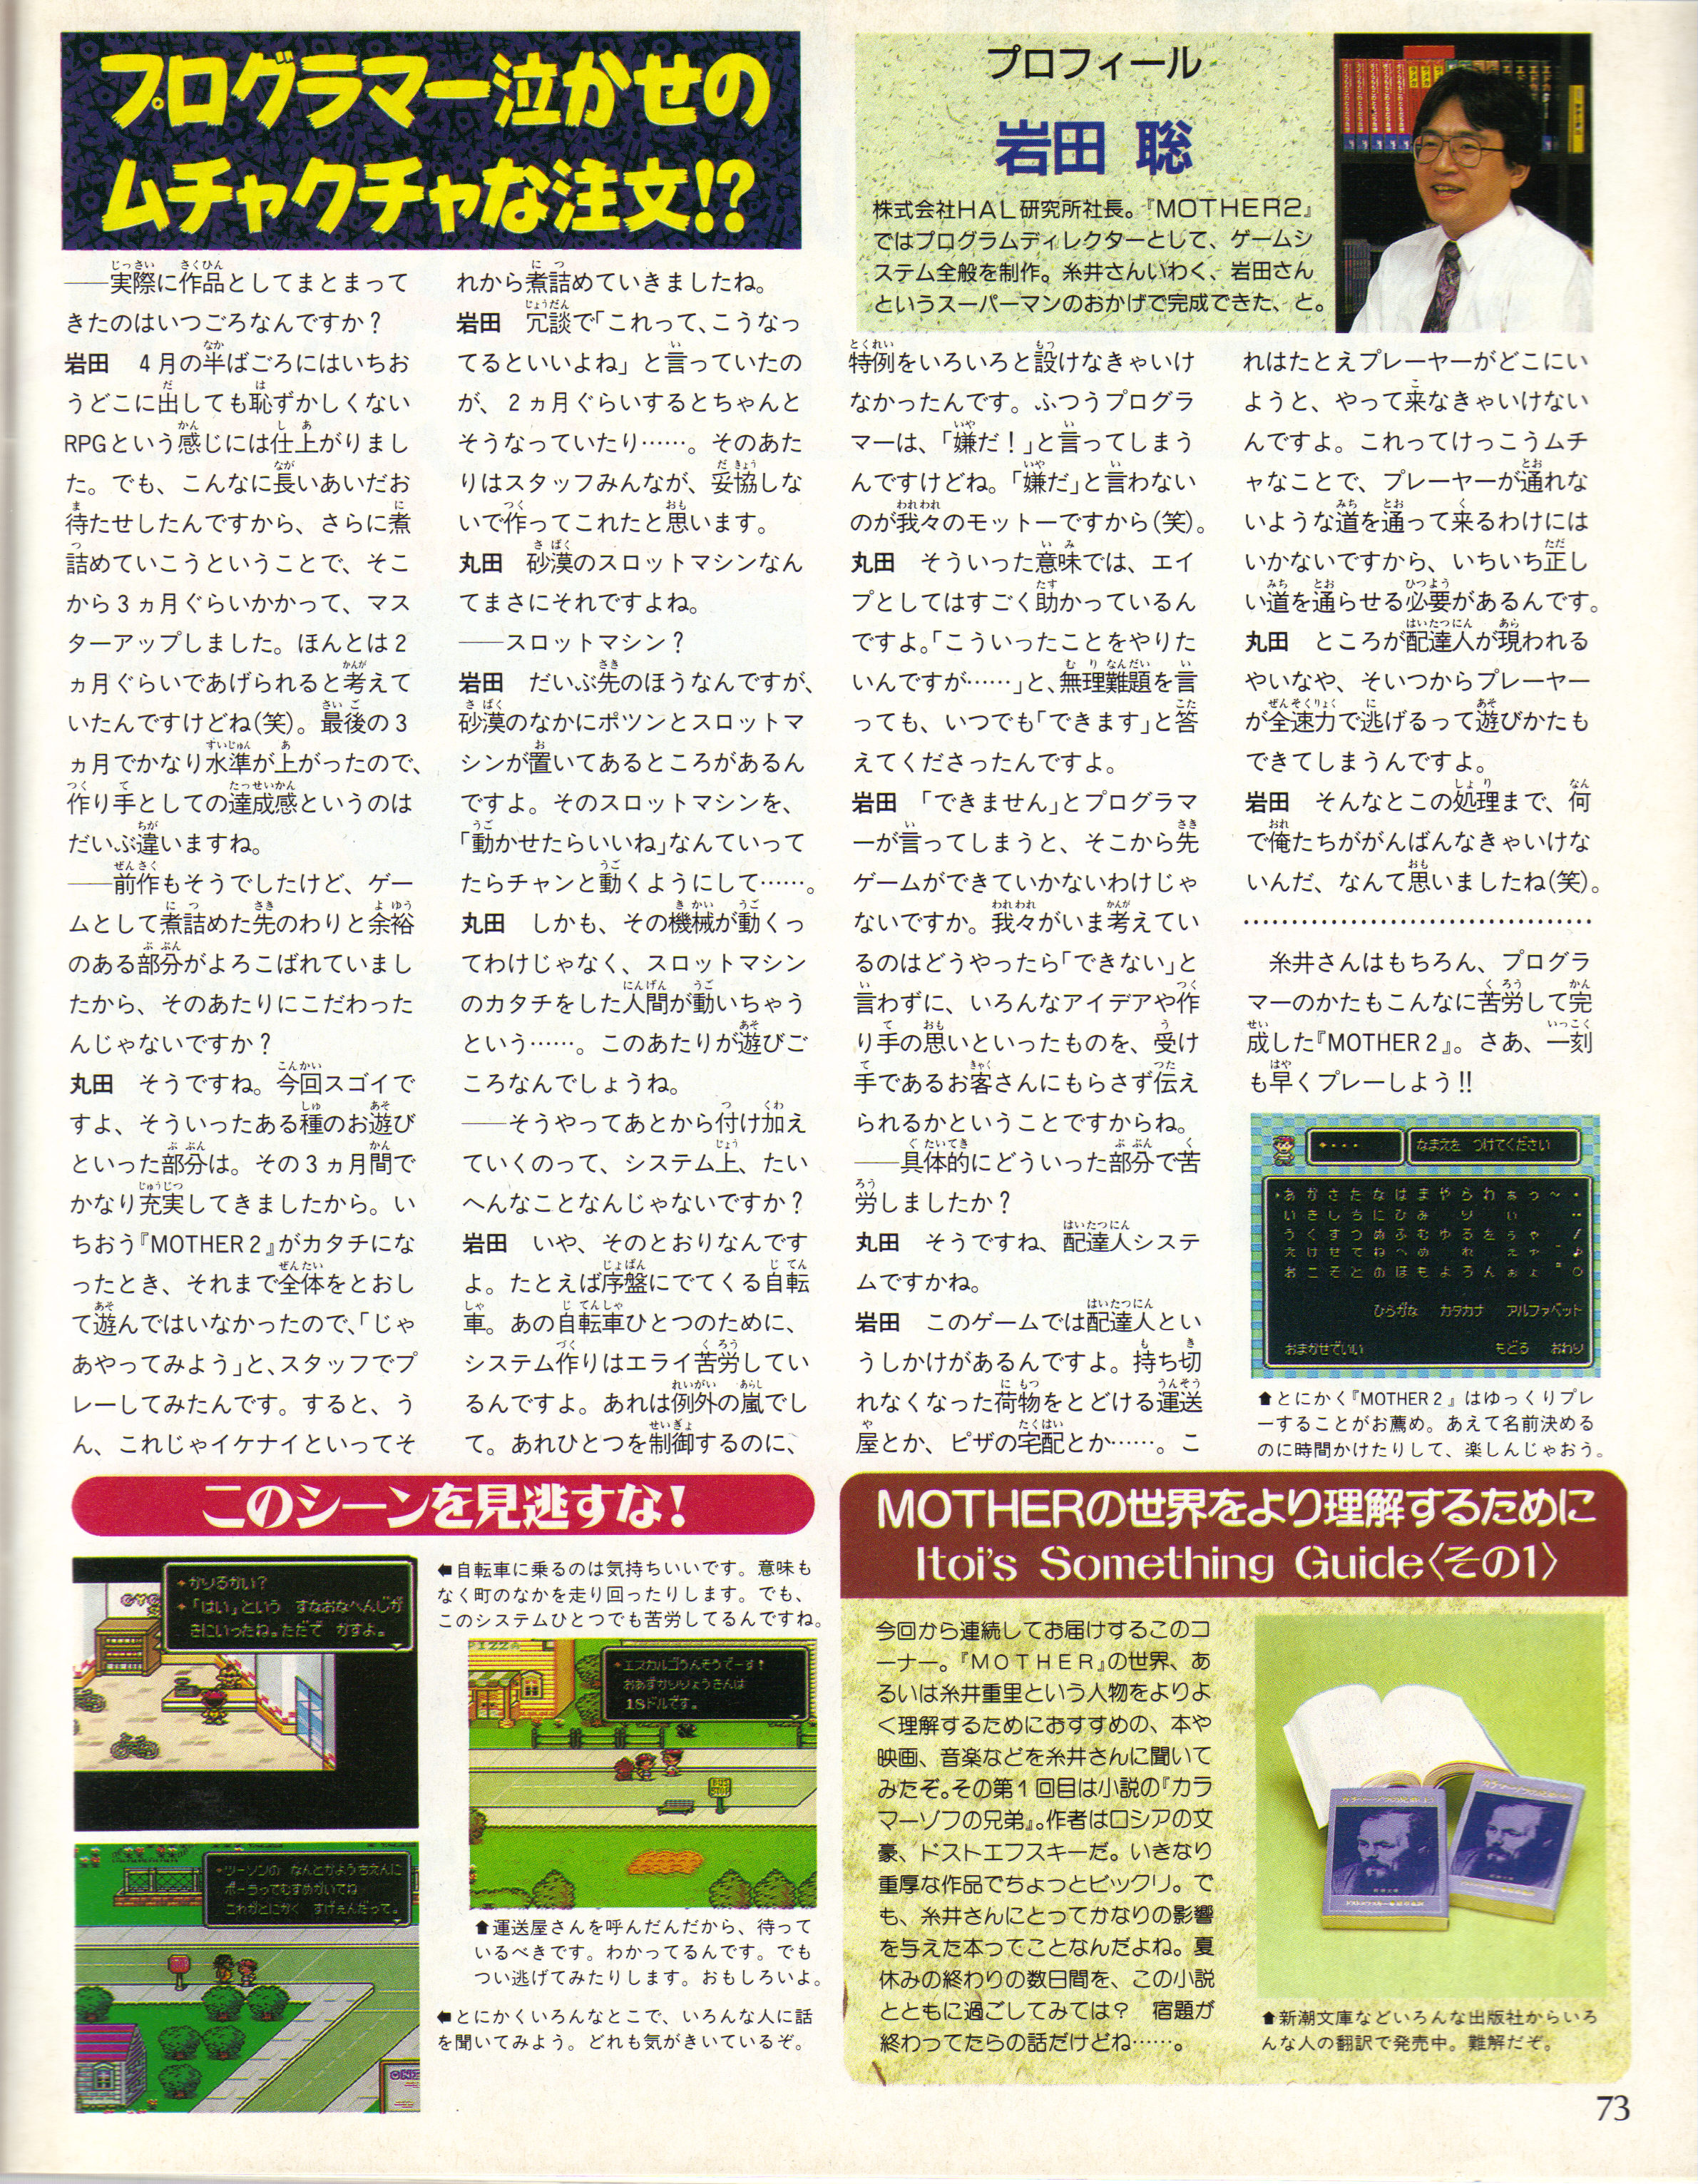 プログラマー泣かせの
ムチャクチャな注文!?
プロフィール
岩田 聡
株式会社HAL研究所社長。『MOTHER2』
ではプログラムディレクターとして、ゲームシ
ステム全般を制作。糸井さんいわく、岩田さん
というスーパーマンのおかげで完成できた、と。
――実際に作品としてまとまって
きたのはいつごろなんですか？
岩田　4月の半ばごろにはいちお
うどこに出しても恥ずかしくない
RPGという感じには仕上がりまし
た。でも、こんなに長いあいだお
待たせしたんですから、さらに煮
詰めていこうということで、そこ
から3ヵ月ぐらいかかって、マス
ターアップしました。ほんとは2
ヵ月ぐらいであげられると考えて
いたんですけどね(笑)。最後の3
ヵ月でかなり水準が上がったので、
作り手としての達成感というのは
だいぶ違いますね。
――前作もそうでしたけど、ゲー
ムとして煮詰めた先のわりと余裕
のある部分がよろこばれていまし
たから、そのあたりにこだわった
んじゃないですか？
丸田　そうですね。今回スゴイで
すよ、そういったある種のお遊び
といった部分は。その3ヵ月間で
かなり充実してきましたから。い
ちおう『MOTHER2』がカタチにな
ったとき、それまで全体をとおし
て遊んではいなかったので、「じゃ
あやってみよう」と、スタッフでプ
レーしてみたんです。すると、う
ん、これじゃイケナイといってそ
れから煮詰めていきましたね。
岩田　冗談で「これって、こうなっ
てるといいよね」と言っていたの
が、2ヵ月ぐらいするとちゃんと
そうなっていたり……。そのあた
りはスタッフみんなが、妥協しな
いで作ってこれたと思います。
丸田　砂漠のスロットマシンなん
てまさにそれですよね。
――スロットマシン？
岩田　だいぶ先のほうなんですが、
砂漠のなかにポツンとスロットマ
シンが置いてあるところがあるん
ですよ。そのスロットマシンを、
「動かせたらいいね」なんていって
たらチャンと動くようにして……。
丸田　しかも、その機械が動くっ
てわけじゃなく、スロットマシン
のカタチをした人間が動いちゃう
という……。このあたりが遊びご
ころなんでしょうね。
――そうやってあとから付け加え
ていくのって、システム上、たい
へんなことなんじゃないですか？
岩田　いや、そのとおりなんです
よ。たとえば序盤にでてくる自転
車。あの自転車ひとつのために、
システム作りはエライ苦労してい
るんですよ。あれは例外の嵐でし
て。あれひとつを制御するのに、
特例をいろいろと設けなきゃいけ
なかったんです。ふつうプログラ
マーは、「嫌だ！」と言ってしまう
んですけどね。「嫌だ」と言わない
のが我々のモットーですから(笑)。
丸田　そういった意味では、エイ
プとしてはすごく助かっているん
ですよ。「こういったことをやりた
いんですが……」と、無理難題を言
っても、いつでも「できます」と答
えてくださったんですよ。
岩田　「できません」とプログラマ
ーが言ってしまうと、そこから先
ゲームができていかないわけじゃ
ないですか。我々がいま考えてい
るのはどうやったら「できない」と
言わずに、いろんなアイデアや作
り手の思いといったものを、受け
手であるお客さんにもらさず伝え
られるかということですからね。
――具体的にどういった部分で苦
労しましたか？
丸田　そうですね、配達人システ
ムですかね。
岩田　このゲームでは配達人とい
うしかけがあるんですよ。持ち切
れなくなった荷物をとどける運送
屋とか、ピザの宅配とか……。こ
れはたとえプレーヤーがどこにい
ようと、やって来なきゃいけない
んですよ。これってけっこうムチ
ャなことで、プレーヤーが通れな
いような道を通って来るわけには
いかないですから、いちいち正し
い道を通らせる必要があるんです。
丸田　ところが配達人が現われる
やいなや、そいつからプレーヤー
が全速力で逃げるって遊びかたも
できてしまうんですよ。
岩田　そんなとこの処理まで、何
で俺たちががんばんなきゃいけな
いんだ、なんて思いましたね(笑)。
糸井さんはもちろん、プログラ
マーのかたもこんなに苦労して完
成した『MOTHER2』。さあ、一刻
も早くプレーしよう!!
なまえを つけてください
あかさたなはまやらわぁっ～・
いきしちにひみ り ぃ
うくすつぬふむゆるをぅゃ
えけせてねへめ れ ぇゅ
おこそとのほもよろんぉょ
ひらがな カタカナ アルファベット
おまかせでいい もどる おわり
⬆とにかく『MOTHER2』はゆっくりプレ
ーすることがお薦め。あえて名前決める
のに時間かけたりして、楽しんじゃおう。
このシーンを見逃すな！
かりるかい？
「はい」という すなおなへんじが
きにいったね。ただで かすよ。
⬅自転車に乗るのは気持ちいいです。意味も
なく町のなかを走り回ったりします。でも、
このシステムひとつでも苦労してるんですね。
PIZZA
エスカルゴうんそうでーす！
おあずかりりょうきんは
18ドルです。
⬆運送屋さんを呼んだんだから、待って
いるべきです。わかってるんです。でも
つい逃げてみたりします。おもしろいよ。
ツーソンの なんとかようちえんに
ポーラってむすめがいてね
これがとにかく すげぇんだって。
⬅とにかくいろんなとこで、いろんな人に話
を聞いてみよう。どれも気がきいているぞ。
MOTHERの世界をより理解するために
Itoi's Something Guide〈その1〉
今回から連続してお届けするこのコ
ーナー。『MOTHER』の世界、あ
るいは糸井重里という人物をよりよ
く理解するためにおすすめの、本や
映画、音楽などを糸井さんに聞いて
みたぞ。その第1回目は小説の『カラ
マーゾフの兄弟』。作者はロシアの文
豪、ドストエフスキーだ。いきなり
重厚な作品でちょっとビックリ。で
も、糸井さんにとってかなりの影響
を与えた本ってことなんだよね。夏
休みの終わりの数日間を、この小説
とともに過ごしてみては？　宿題が
終わってたらの話だけどね……。
カラマーゾフの兄弟
⬆新潮文庫などいろんな出版社からいろ
んな人の翻訳で発売中。難解だぞ。
73